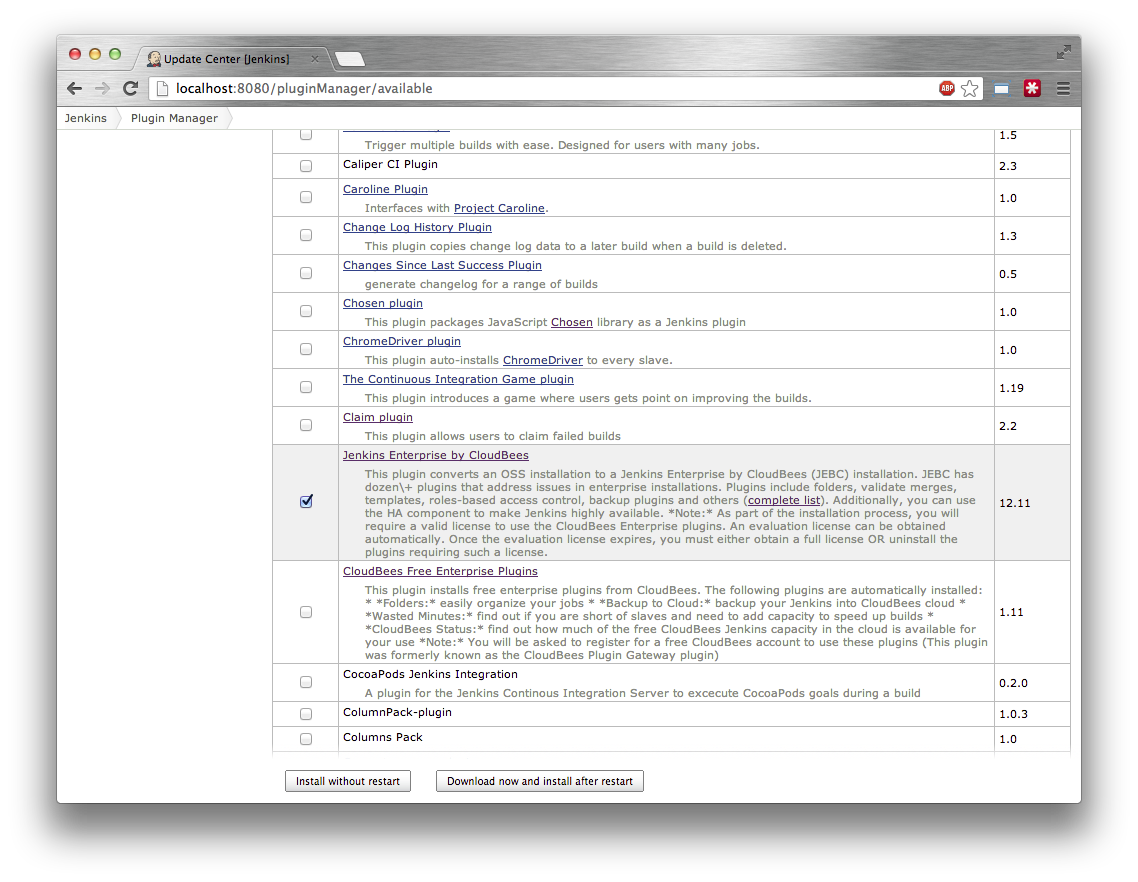 Update Center [Jenkins]
localhost:8080/pluginManager/available
ABP
Jenkins
Plugin Manager
1.5
Trigger multiple builds with ease. Designed for users with many jobs.
Caliper CI Plugin
2.3
Caroline Plugin
Interfaces with Project Caroline.
1.0
Change Log History Plugin
This plugin copies change log data to a later build when a build is deleted.
1.3
Changes Since Last Success Plugin
generate changelog for a range of builds
0.5
Chosen plugin
This plugin packages JavaScript Chosen library as a Jenkins plugin
1.0
ChromeDriver plugin
This plugin auto-installs ChromeDriver to every slave.
1.0
The Continuous Integration Game plugin
This plugin introduces a game where users gets point on improving the builds.
1.19
Claim plugin
This plugin allows users to claim failed builds
2.2
Jenkins Enterprise by CloudBees
This plugin converts an OSS installation to a Jenkins Enterprise by CloudBees (JEBC) installation. JEBC has
dozen\+ plugins that address issues in enterprise installations. Plugins include folders, validate merges,
templates, roles-based access control, backup plugins and others (complete list). Additionally, you can use
the HA component to make Jenkins highly available. *Note:* As part of the installation process, you will
require a valid license to use the CloudBees Enterprise plugins. An evaluation license can be obtained
automatically. Once the evaluation license expires, you must either obtain a full license OR uninstall the
plugins requiring such a license.
12.11
CloudBees Free Enterprise Plugins
This plugin installs free enterprise plugins from CloudBees. The following plugins are automatically installed:
* *Folders:* easily organize your jobs * *Backup to Cloud:* backup your Jenkins into CloudBees cloud *
*Wasted Minutes:* find out if you are short of slaves and need to add capacity to speed up builds *
*CloudBees Status:* find out how much of the free CloudBees Jenkins capacity in the cloud is available for
your use *Note:* You will be asked to register for a free CloudBees account to use these plugins (This plugin
was formerly known as the CloudBees Plugin Gateway plugin)
1.11
CocoaPods Jenkins Integration
A plugin for the Jenkins Continous Integration Server to excecute CocoaPods goals during a build
0.2.0
ColumnPack-plugin
1.0.3
Columns Pack
1.0
Install without restart
Download now and install after restart